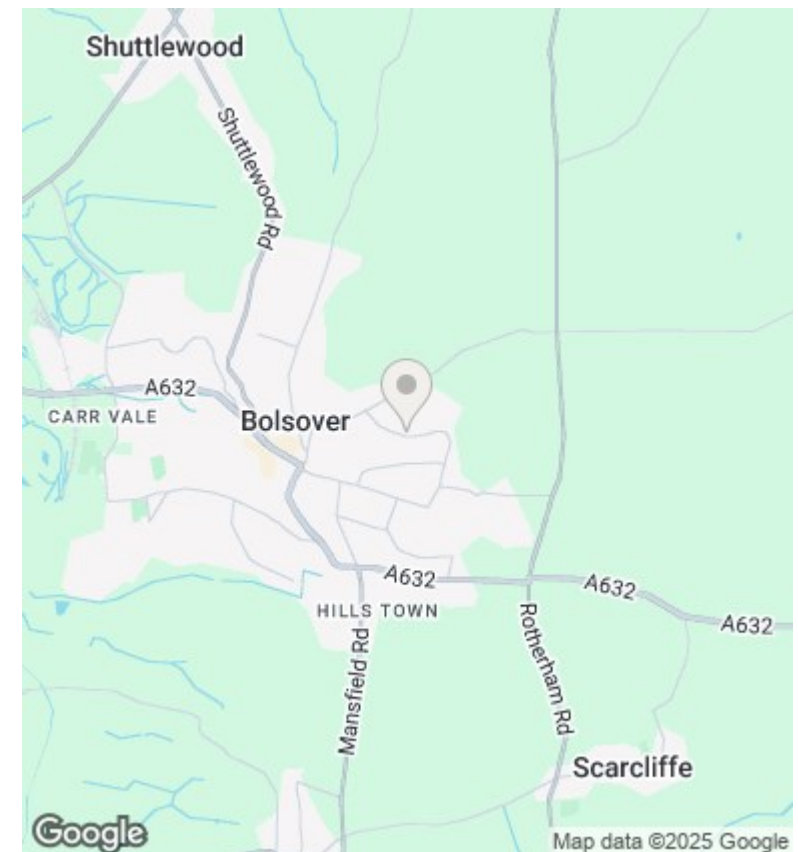 Shuttlewood
Shuttlewood Rd
A632
CARR VALE
Bolsover
A632
A632
HILLS TOWN
A632
Mansfield Rd
Rotherham Rd
Scarcliffe
Google
Map data ©2025 Google